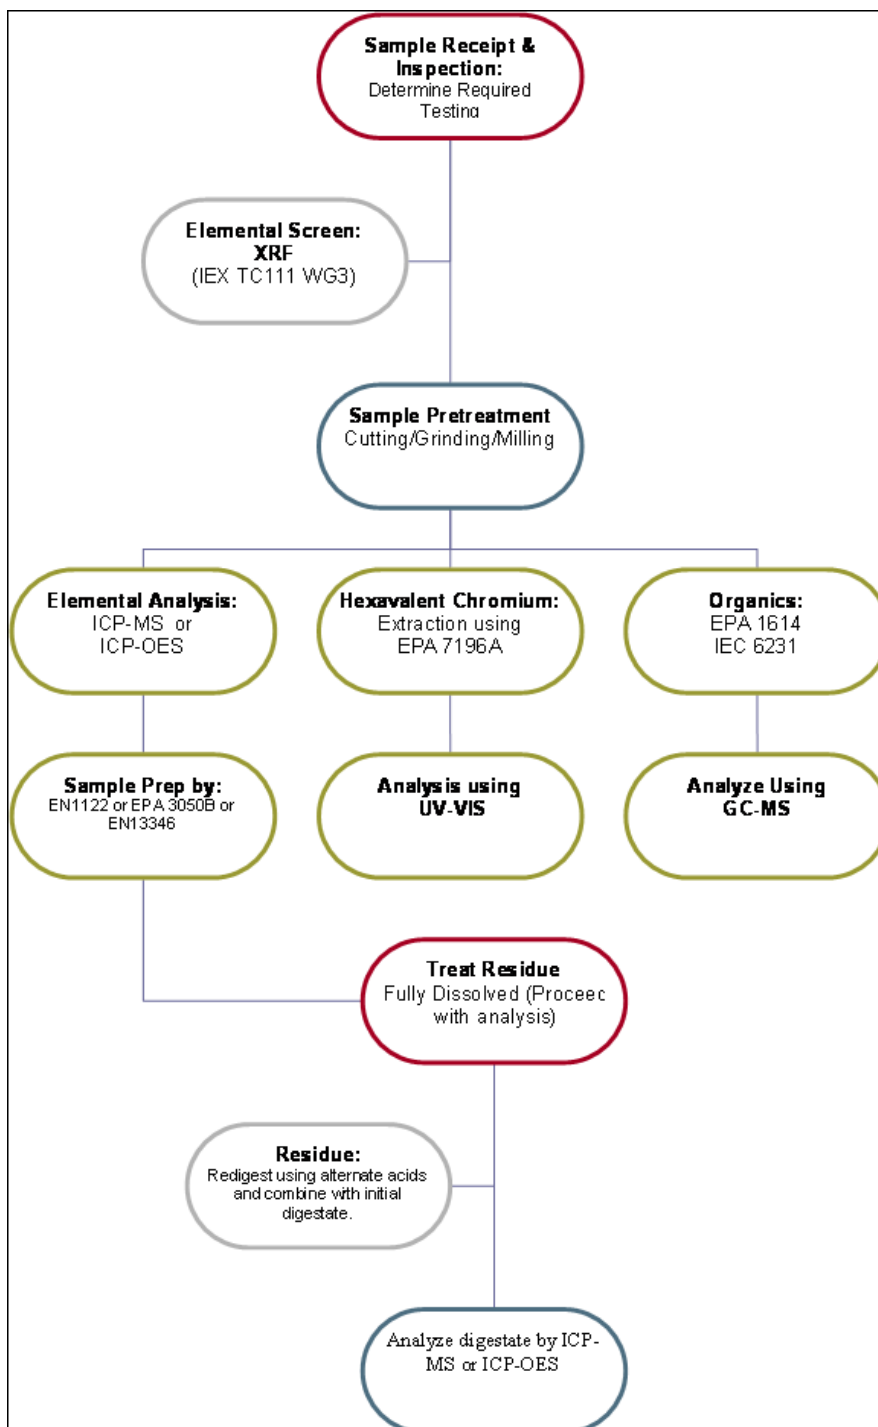 Sample Receipt &
Inspection:
Determine Required
Testing
Elemental Screen:
XRF
(IEX TC111 WG3)
Sample Pretreatment
Cutting/Grinding/Milling
Elemental Analysis:
ICP-MS or
ICP-OES
Hexavalent Chromium:
Extraction using
EPA 7196A
Organics:
EPA 1614
IEC 6231
Sample Prep by:
EN1122 or EPA 3050B or
EN13346
Analysis using
UV-VIS
Analyze Using
GC-MS
Treat Residue
Fully Dissolved (Proceed
with analysis)
Residue:
Redigest using alternate acids
and combine with initial
digestate.
Analyze digestate by ICP-
MS or ICP-OES